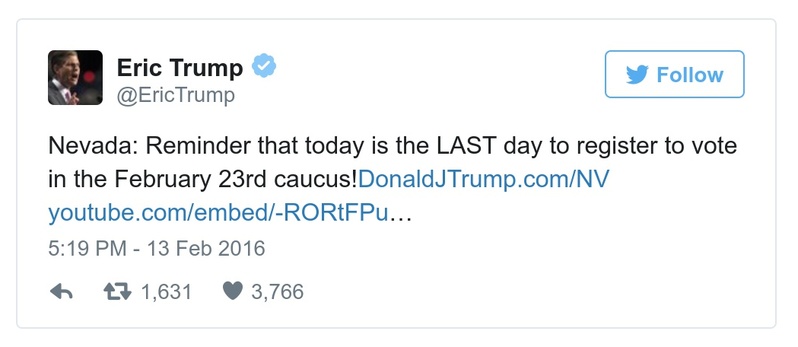 Eric Trump
@EricTrump
Follow
Nevada: Reminder that today is the LAST day to register to vote
in the February 23rd caucus!DonaldJTrump.com/NV
youtube.com/embed/-RORtFPu…
5:19 PM - 13 Feb 2016
1,631 3,766